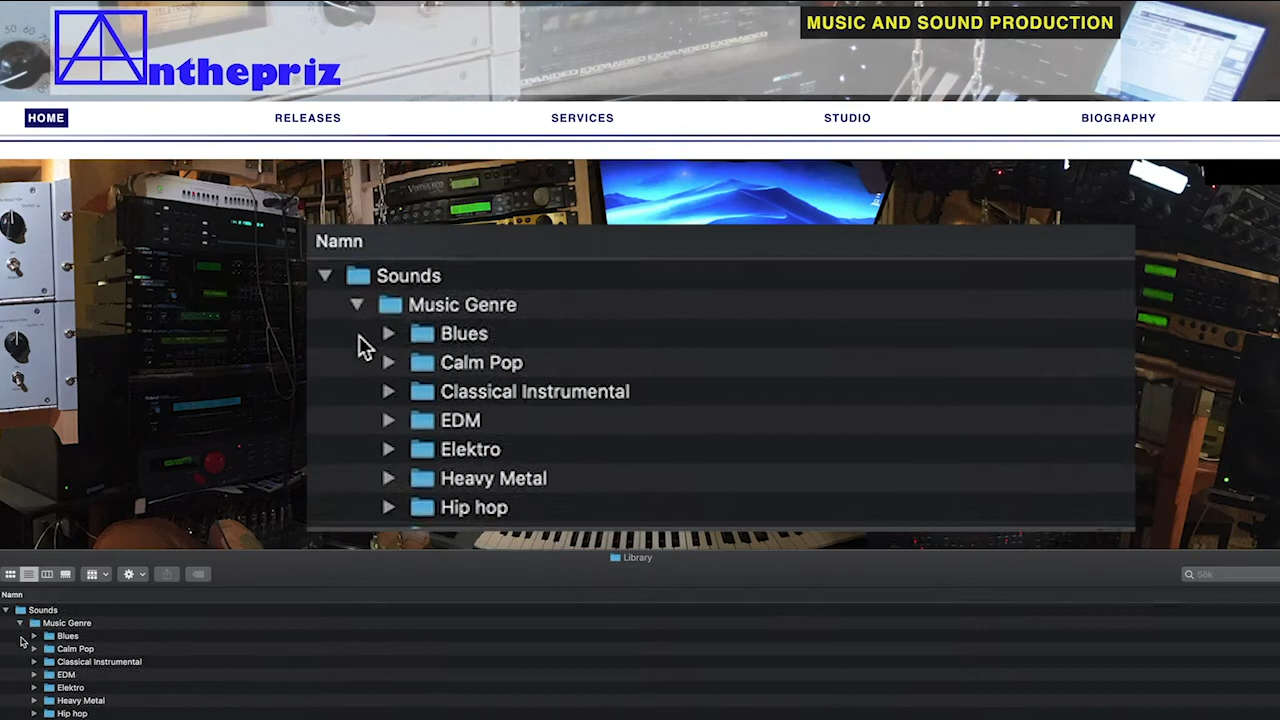 Anthepriz
MUSIC AND SOUND PRODUCTION
HOME
RELEASES
SERVICES
STUDIO
BIOGRAPHY
Namn
Sounds
Music Genre
Blues
Calm Pop
Classical Instrumental
EDM
Elektro
Heavy Metal
Hip hop
Library
Sök
Namn
Sounds
Music Genre
Blues
Calm Pop
Classical Instrumental
EDM
Elektro
Heavy Metal
Hip hop